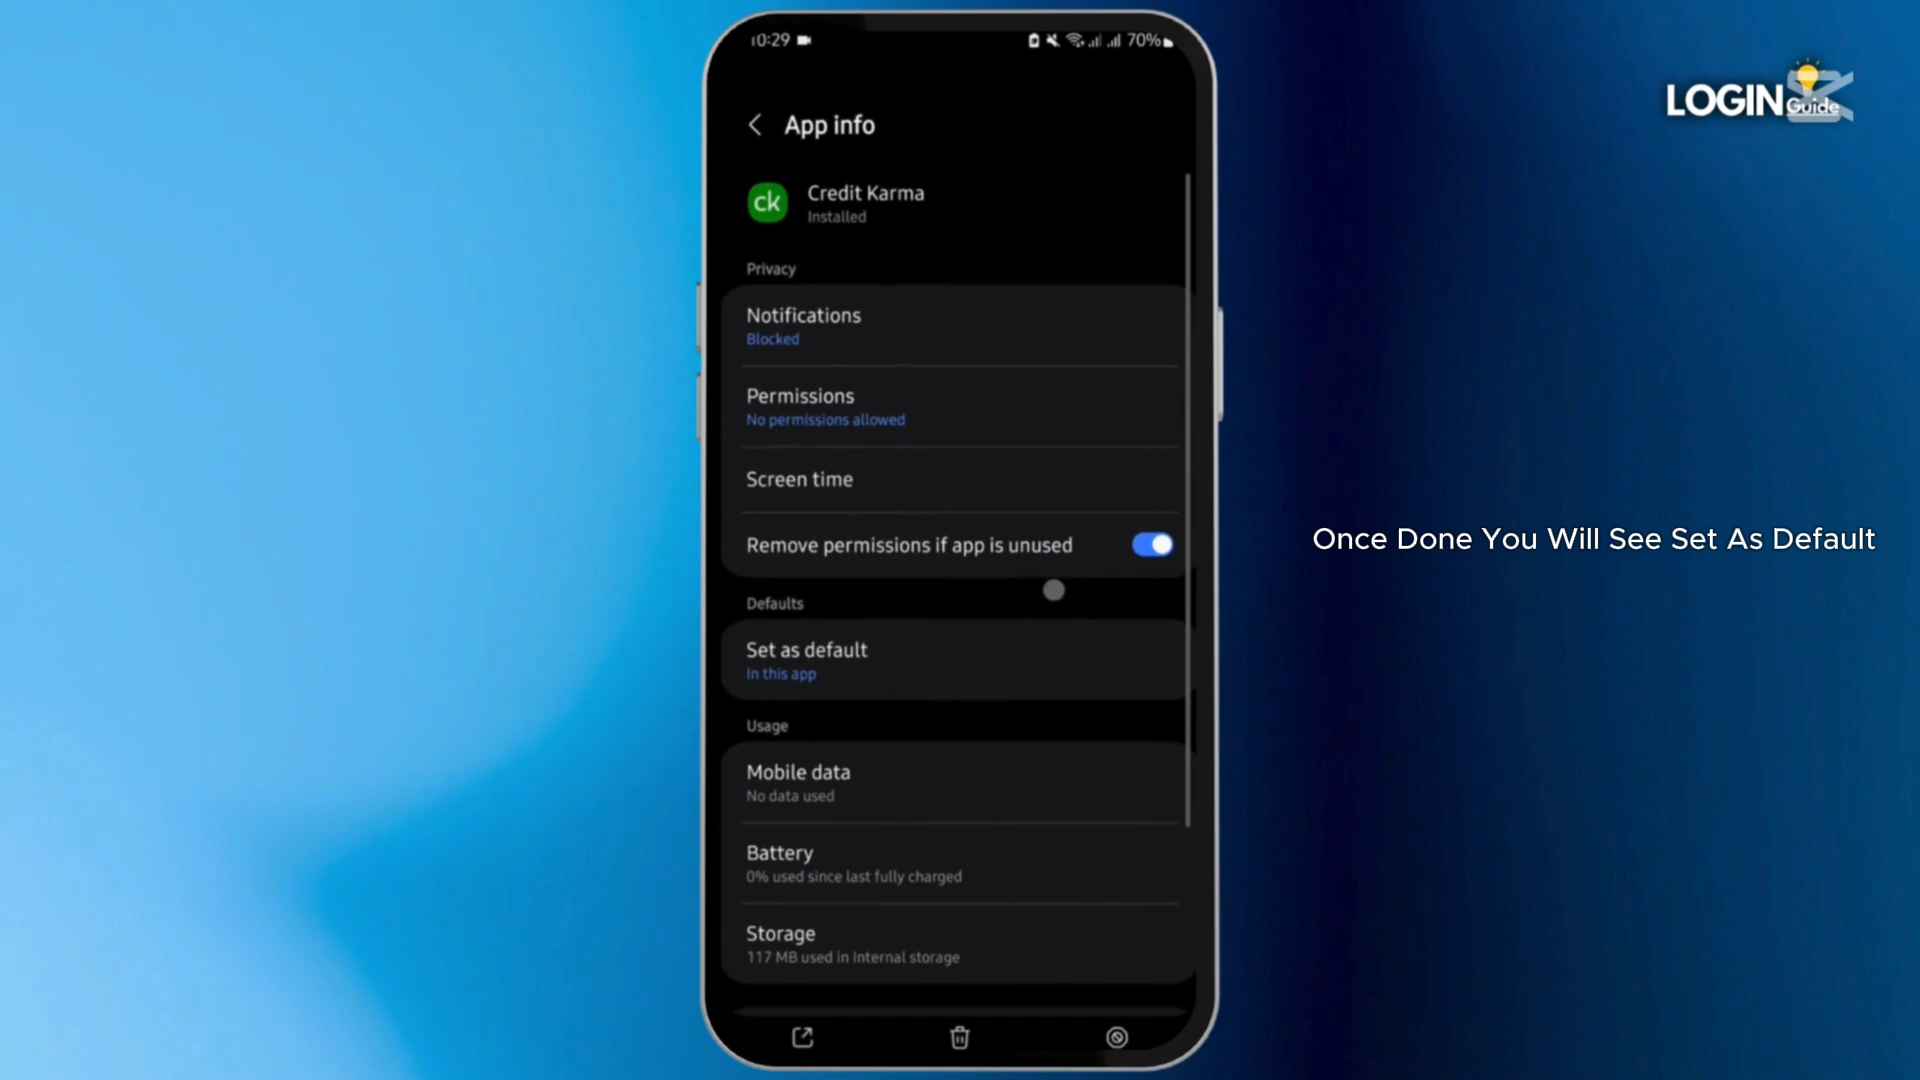 10:29
70%
LOGIN
Guide
App info
ck
Credit Karma
Installed
Privacy
Notifications
Blocked
Permissions
No permissions allowed
Screen time
Remove permissions if app is unused
Once Done You Will See Set As Default
Defaults
Set as default
In this app
Usage
Mobile data
No data used
Battery
0% used since last fully charged
Storage
117 MB used in Internal storage